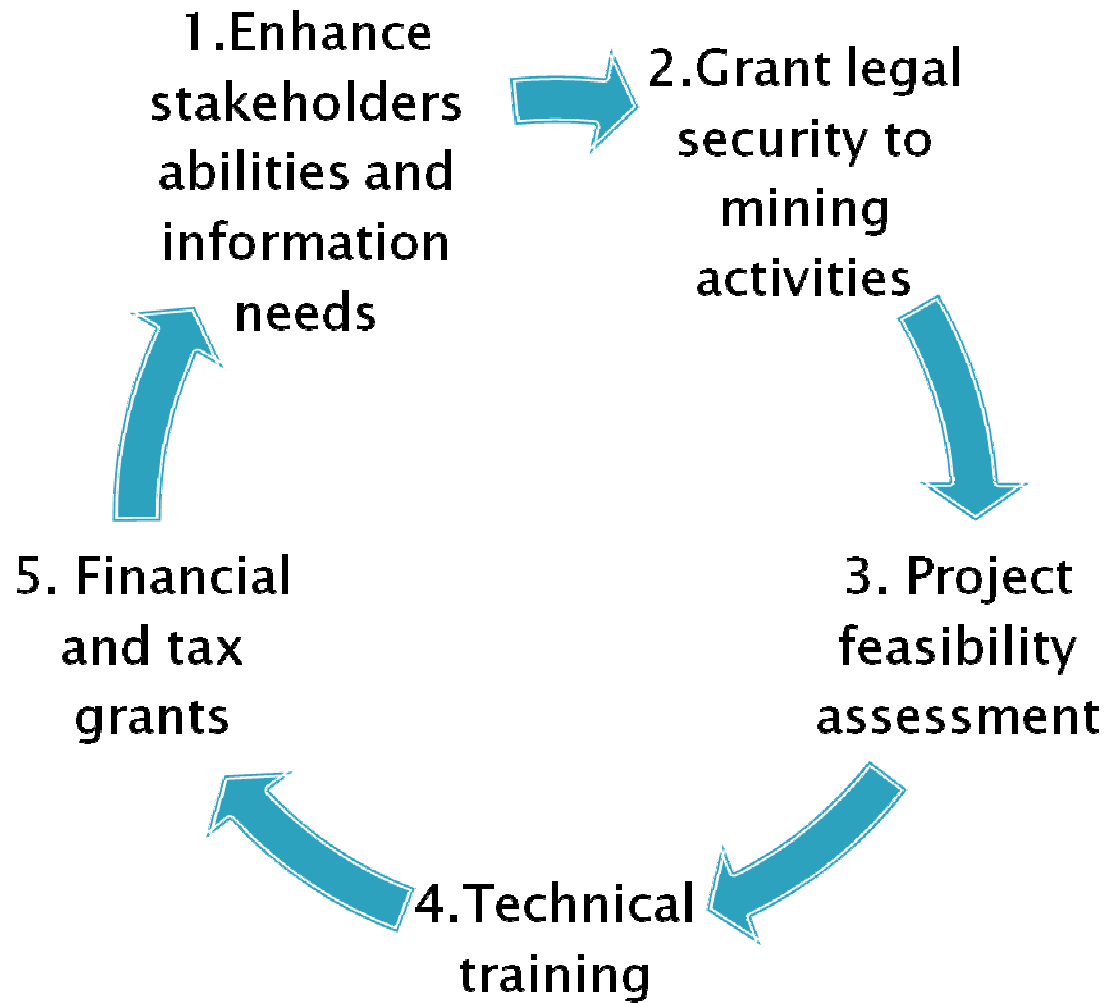 1.Enhance
stakeholders
abilities and
information
needs
2.Grant legal
security to
mining
activities
3. Project
feasibility
assessment
4.Technical
training
5. Financial
and tax
grants